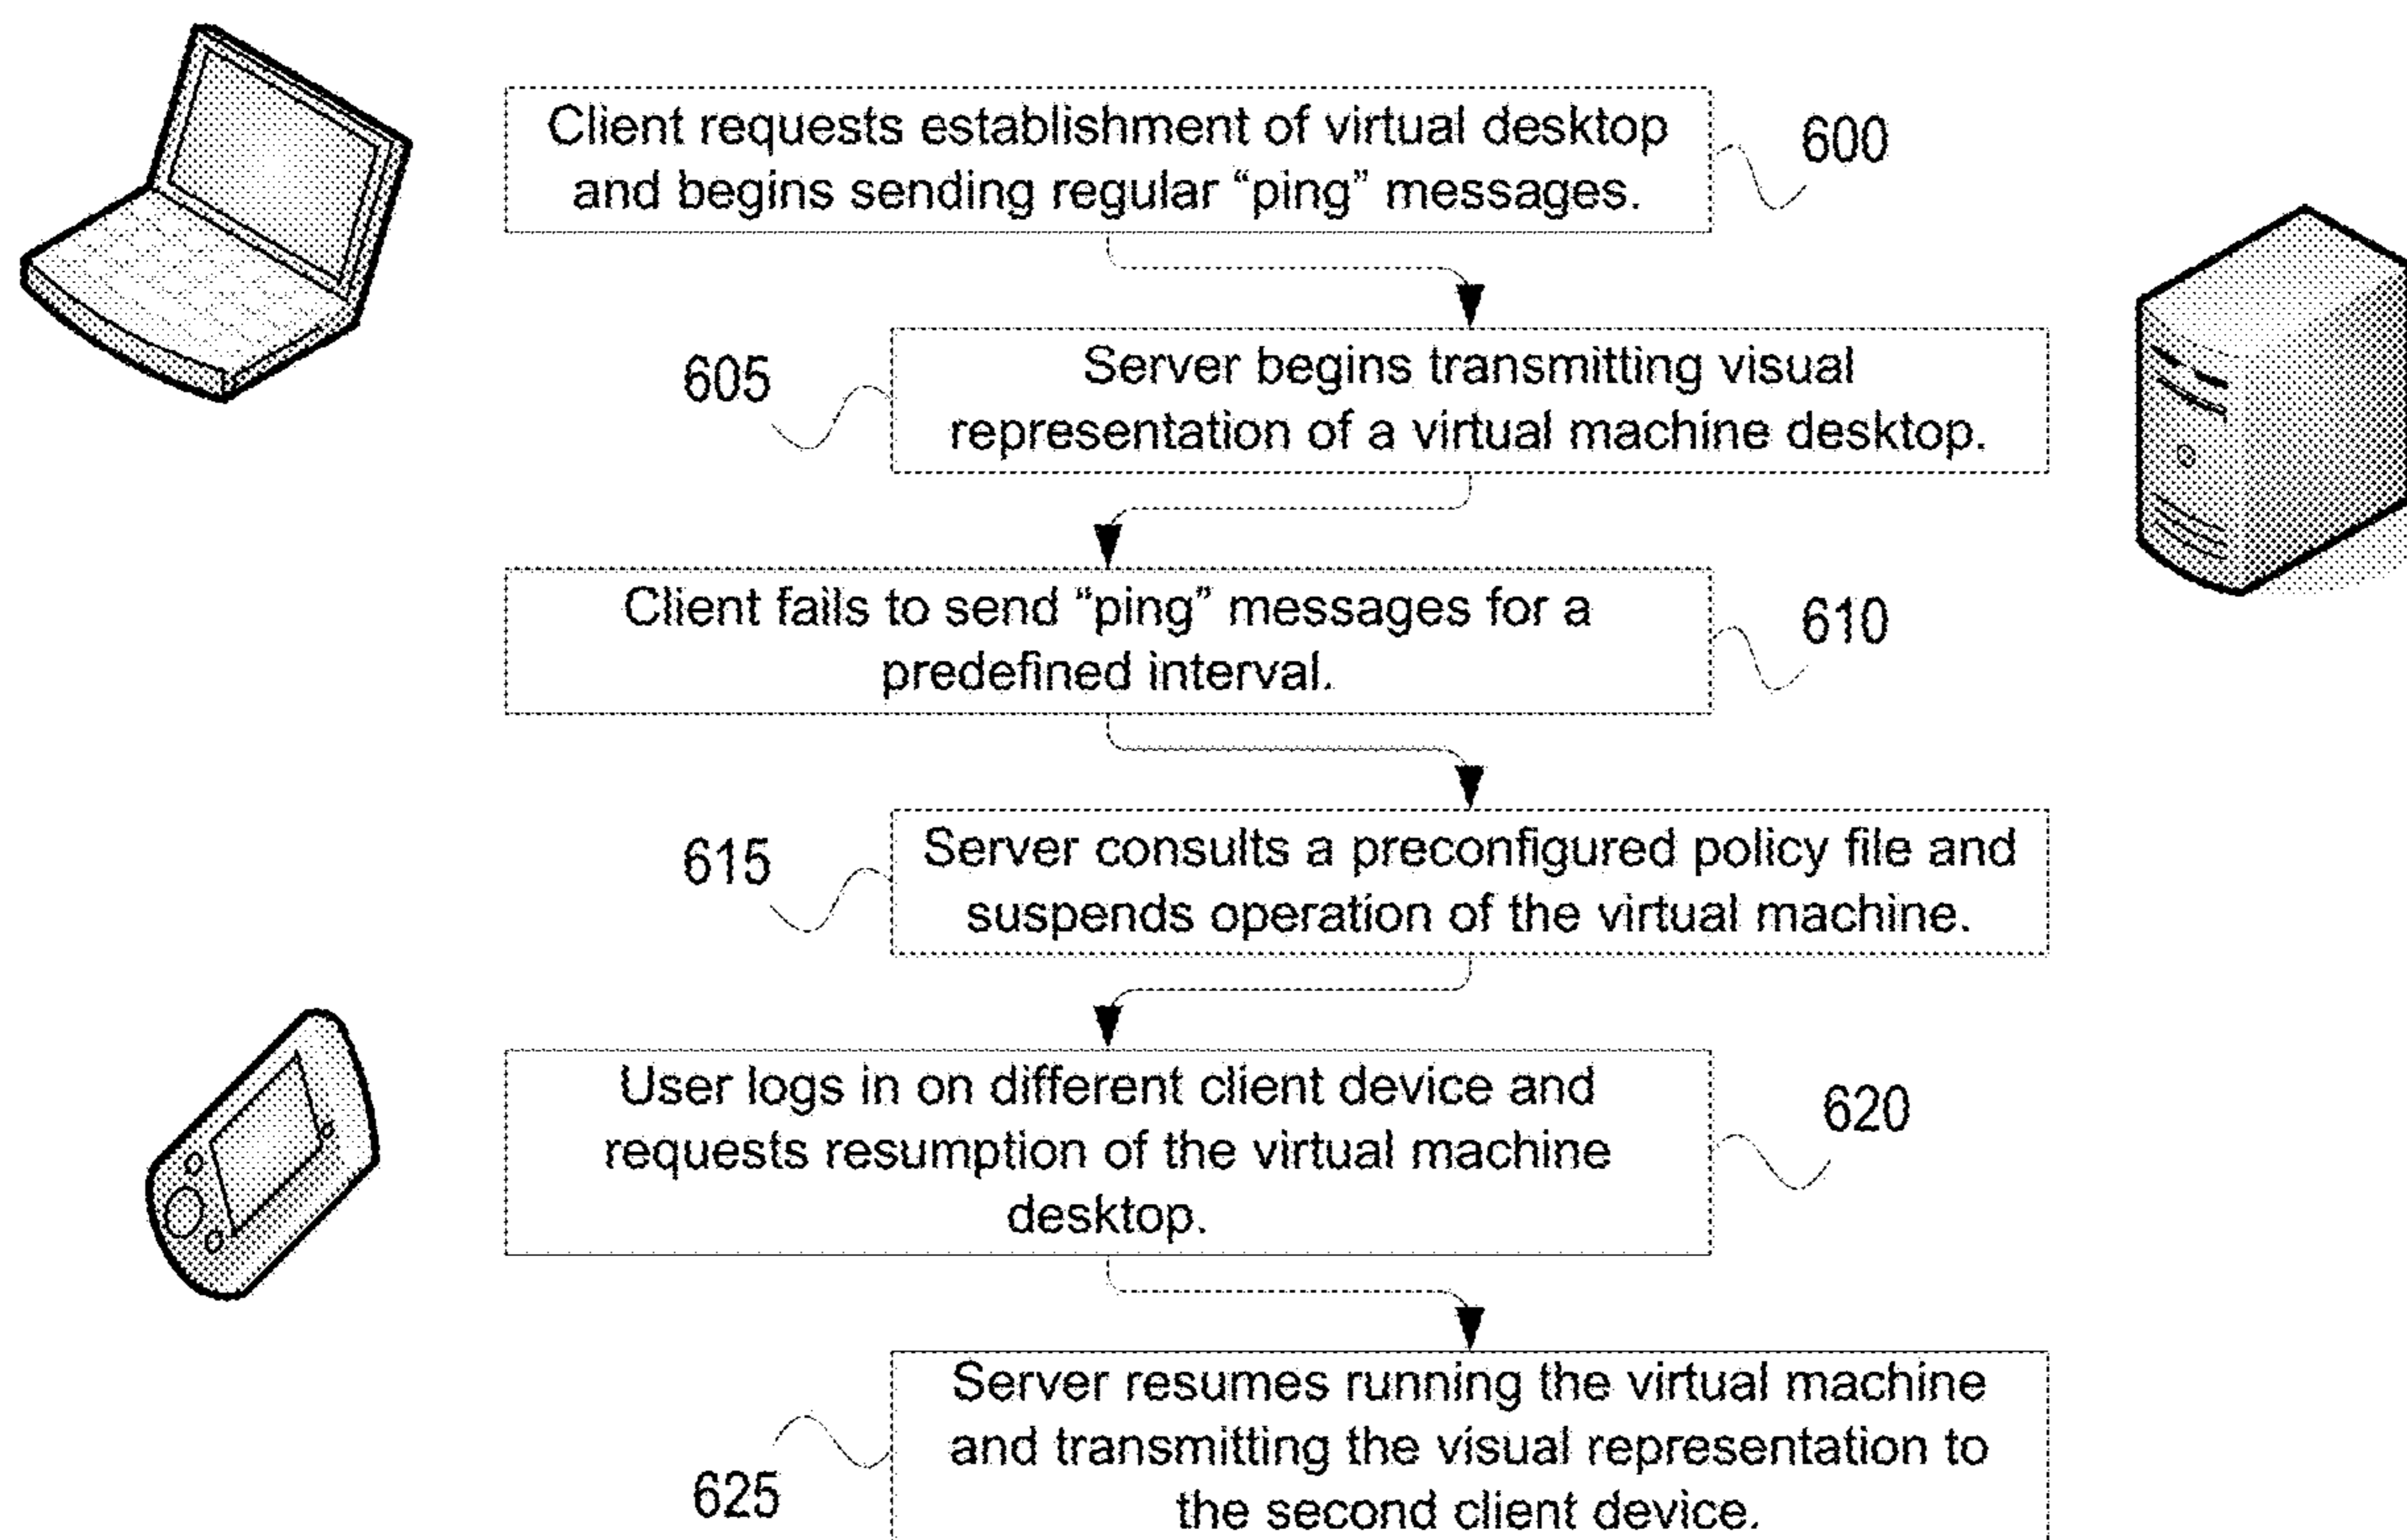 Client requests establishment of virtual desktop
and begins sending regular “ping” messages.
600
605
Server begins transmitting visual
representation of a virtual machine desktop.
Client fails to send “ping” messages for a
predefined interval.
610
615
Server consults a preconfigured policy file and
suspends operation of the virtual machine.
User logs in on different client device and
requests resumption of the virtual machine
desktop.
620
625
Server resumes running the virtual machine
and transmitting the visual representation to
the second client device.